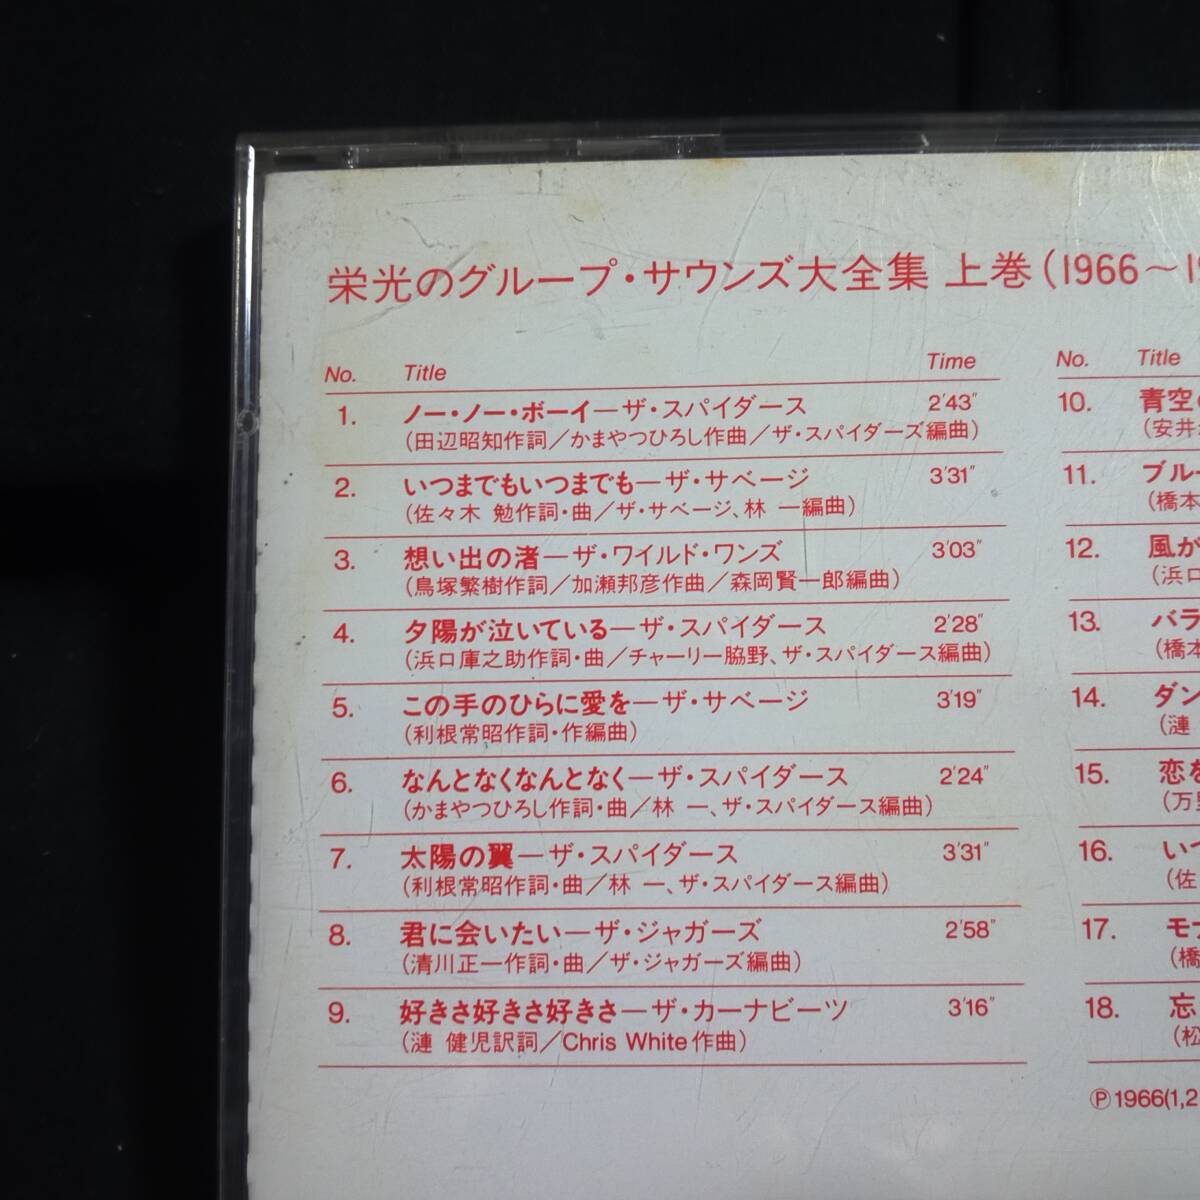 栄光のグループ・サウンズ大全集 上巻(1966〜1
No. Title Time
1. ノー・ノー・ボーイ—ザ・スパイダース 2'43"
(田辺昭知作詞/かまやつひろし作曲/ザ・スパイダーズ編曲)
2. いつまでもいつまでも—ザ・サベージ 3'31"
(佐々木 勉作詞・曲/ザ・サベージ、林 一編曲)
3. 想い出の渚—ザ・ワイルド・ワンズ 3'03"
(鳥塚繁樹作詞/加瀬邦彦作曲/森岡賢一郎編曲)
4. 夕陽が泣いている—ザ・スパイダース 2'28"
(浜口庫之助作詞・曲/チャーリー脇野、ザ・スパイダース編曲)
5. この手のひらに愛を—ザ・サベージ 3'19"
(利根常昭作詞・作編曲)
6. なんとなくなんとなく—ザ・スパイダース 2'24"
(かまやつひろし作詞・曲/林 一、ザ・スパイダース編曲)
7. 太陽の翼—ザ・スパイダース 3'31"
(利根常昭作詞・曲/林 一、ザ・スパイダース編曲)
8. 君に会いたい—ザ・ジャガーズ 2'58"
(清川正一作詞・曲/ザ・ジャガーズ編曲)
9. 好きさ好きさ好きさ—ザ・カーナビーツ 3'16"
(漣 健児訳詞/Chris White作曲)
No. Title
10. 青空
(安井
11. ブルー
(橋本
12. 風が
(浜口
13. バラ
(橋本
14. ダン
(漣
15. 恋を
(万里
16. いつ
(佐
17. モナ
(橋
18. 忘
(松
℗1966(1,2